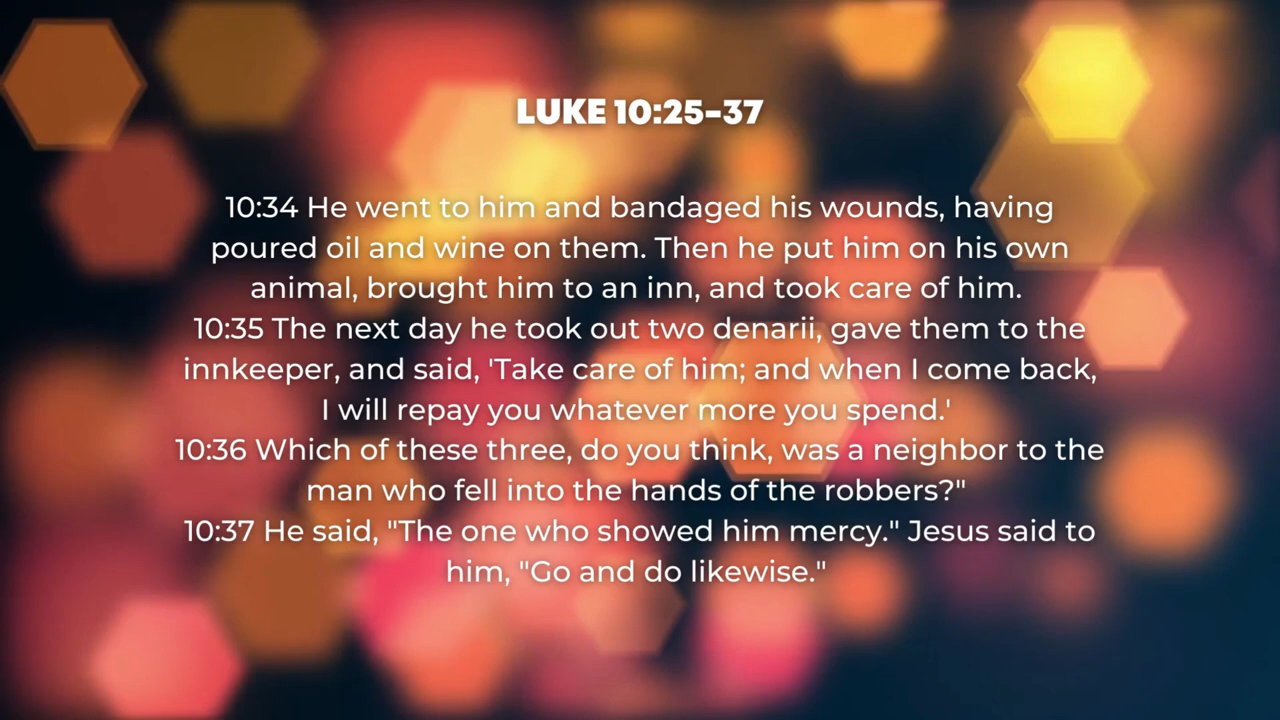 LUKE 10:25-37
10:34 He went to him and bandaged his wounds, having
poured oil and wine on them. Then he put him on his own
animal, brought him to an inn, and took care of him.
10:35 The next day he took out two denarii, gave them to the
innkeeper, and said, 'Take care of him; and when I come back,
I will repay you whatever more you spend.'
10:36 Which of these three, do you think, was a neighbor to the
man who fell into the hands of the robbers?"
10:37 He said, "The one who showed him mercy." Jesus said to
him, "Go and do likewise."